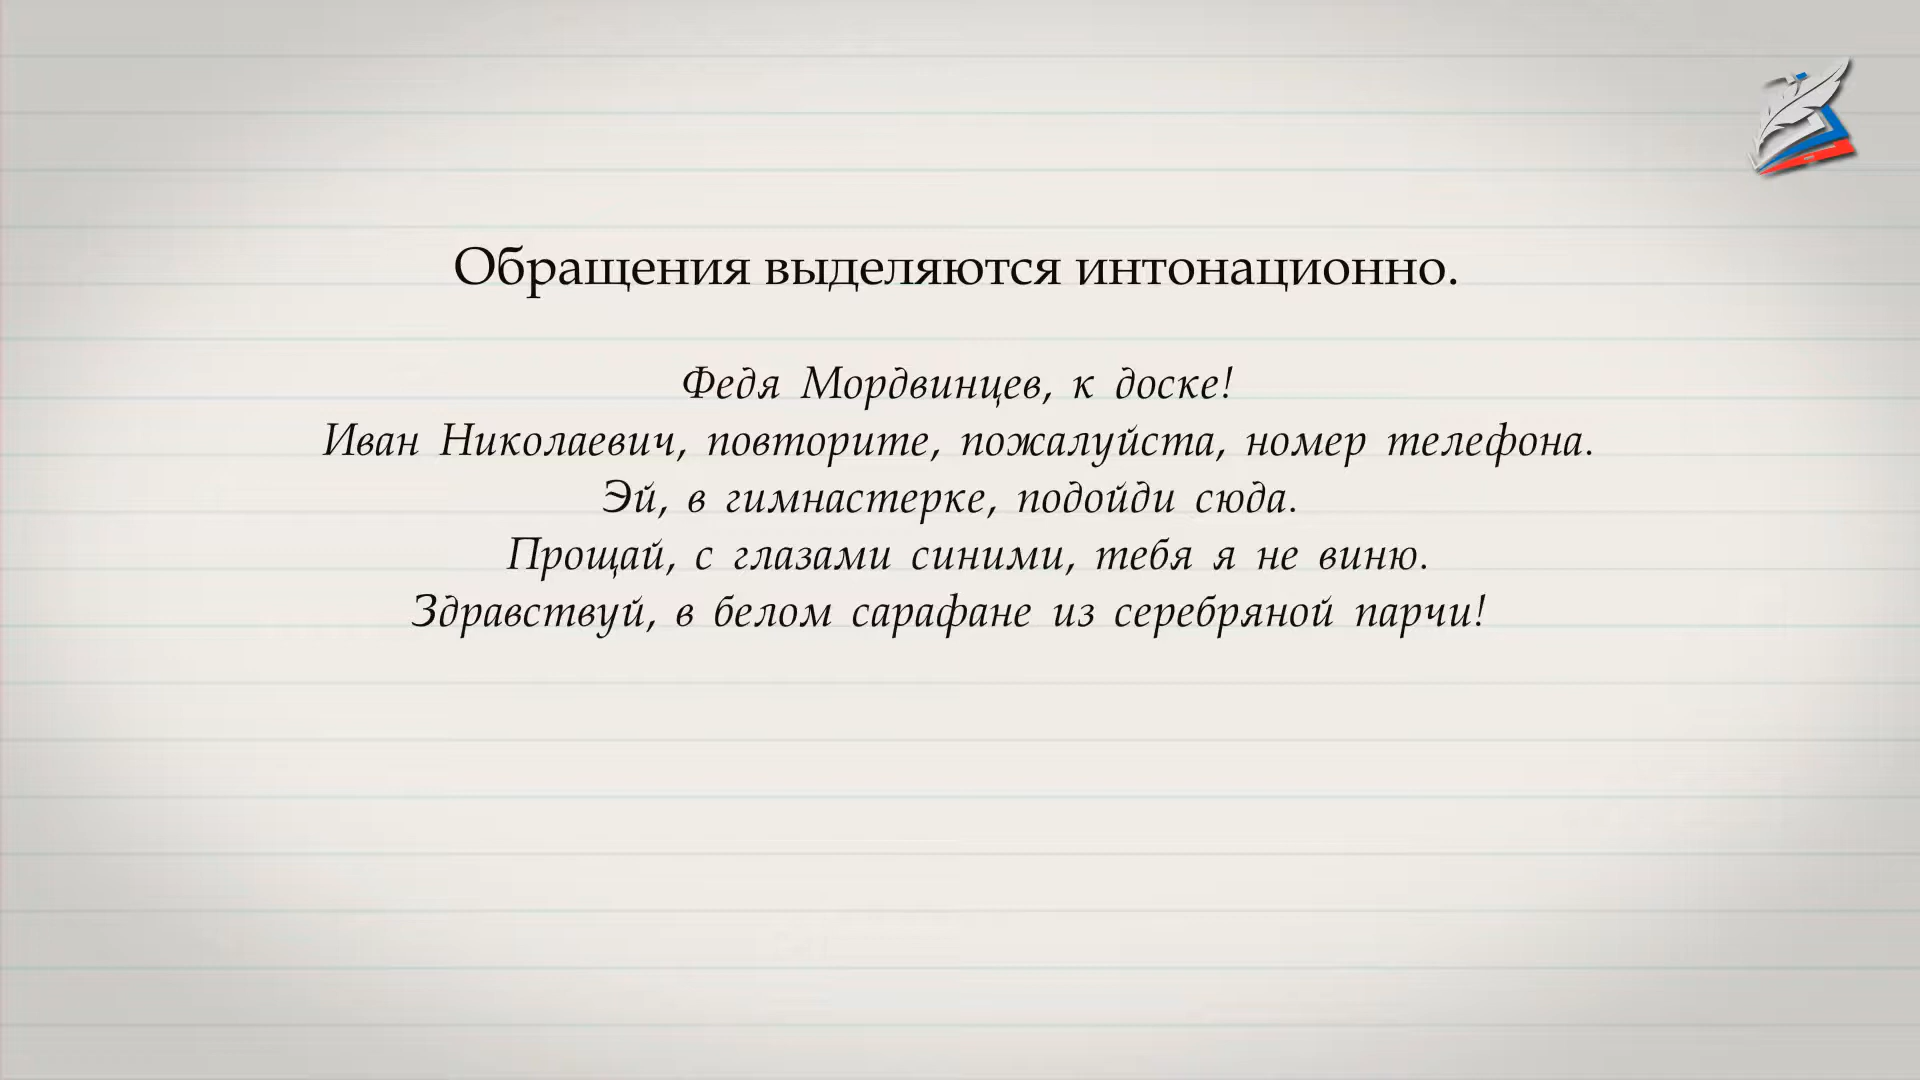 Обращения выделяются интонационно.
Федя Мордвинцев, к доске!
Иван Николаевич, повторите, пожалуйста, номер телефона.
Эй, в гимнастерке, подойди сюда.
Прощай, с глазами синими, тебя я не виню.
Здравствуй, в белом сарафане из серебряной парчи!